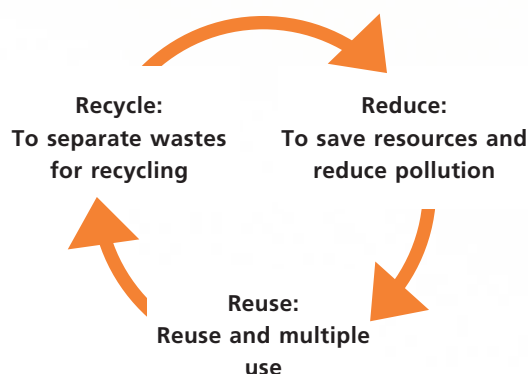 Recycle:
To separate wastes
for recycling
Reduce:
To save resources and
reduce pollution
Reuse:
Reuse and multiple
use